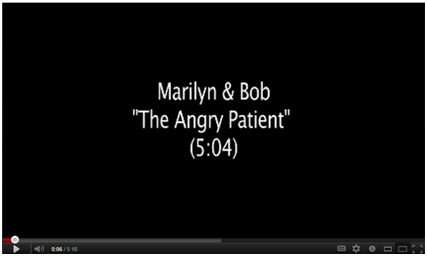 Marilyn & Bob
"The Angry Patient"
(5:04)
0:06 / 5:10